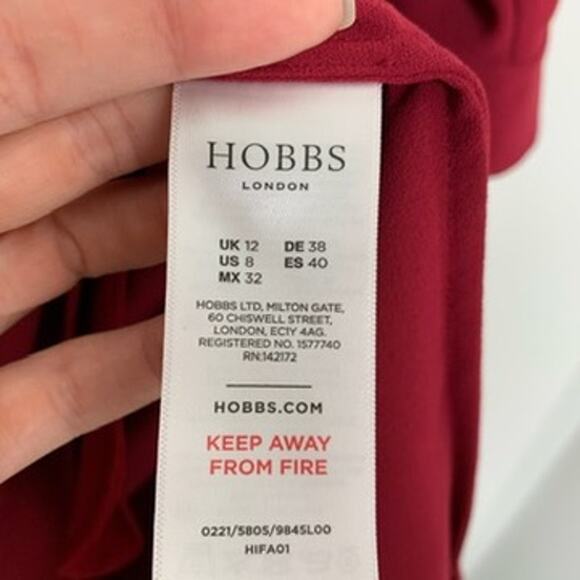 HOBBS
LONDON
UK 12 DE 38
US 8 ES 40
MX 32
HOBBS LTD, MILTON GATE,
60 CHISWELL STREET,
LONDON, EC1Y 4AG.
REGISTERED NO. 1577740
RN:142172
HOBBS.COM
KEEP AWAY
FROM FIRE
0221/5805/9845L00
HIFA01